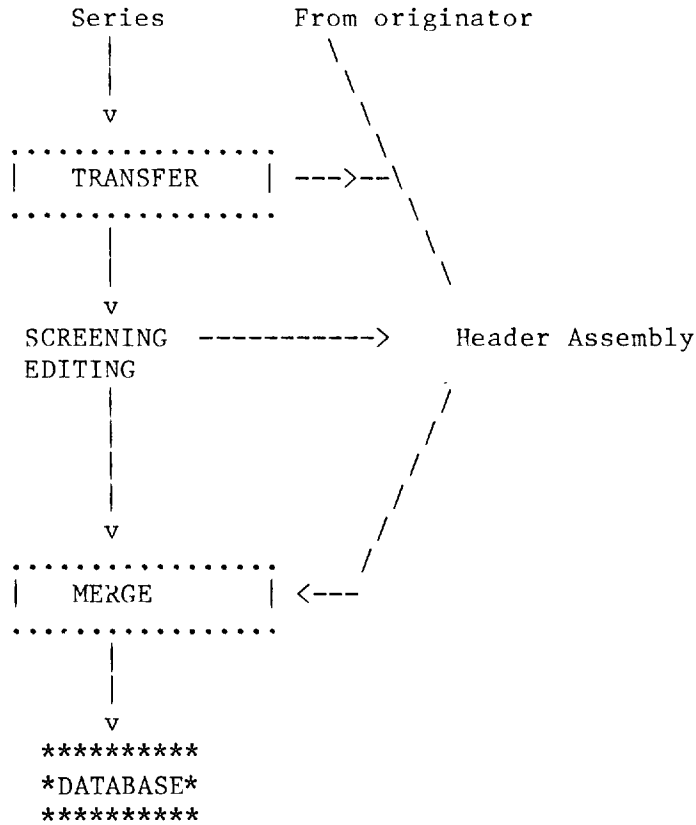 Series From originator
TRANSFER
SCREENING Header Assembly
EDITING
MERGE
**********
*DATABASE*
**********